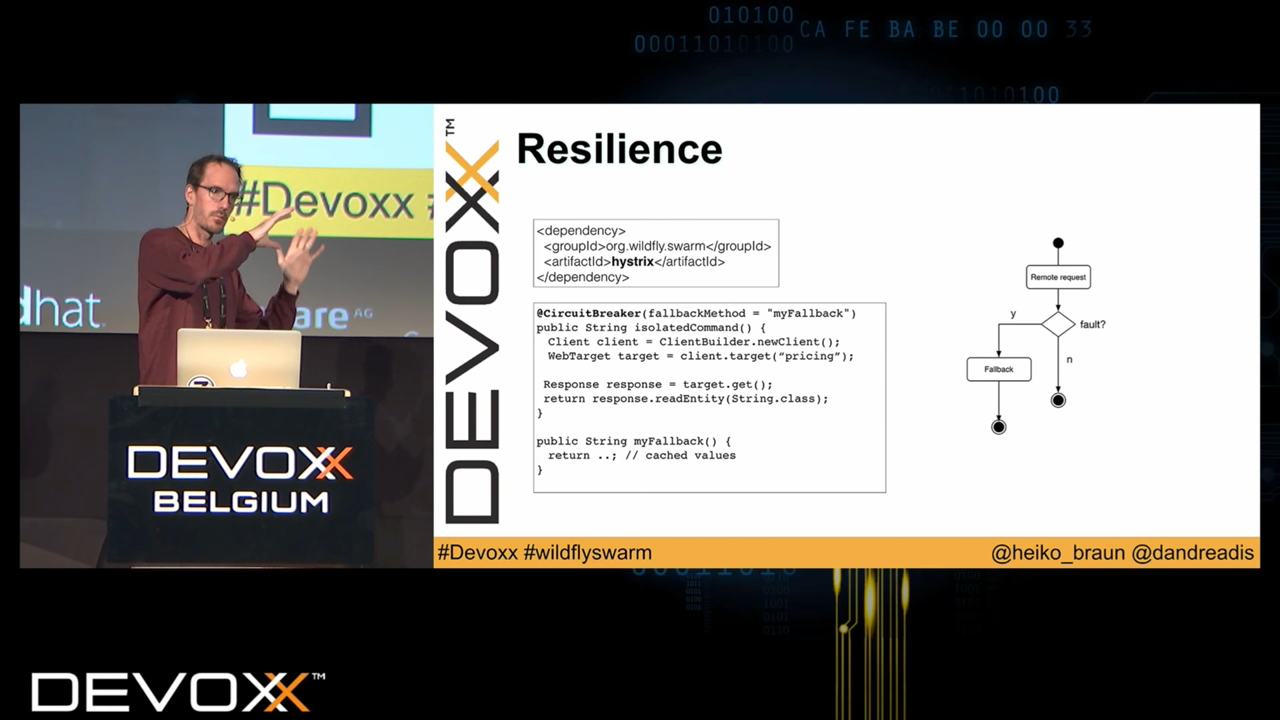 010100
00011010100
CA FE BA BE 00 00 33
1010100
#Devoxx #
dhat.
are AG
DEVOXX
BELGIUM
DEVOXX™
Resilience
<dependency>
<groupId>org.wildfly.swarm</groupId>
<artifactId>hystrix</artifactId>
</dependency>
@CircuitBreaker(fallbackMethod = "myFallback")
public String isolatedCommand() {
Client client = ClientBuilder.newClient();
WebTarget target = client.target(“pricing”);
Response response = target.get();
return response.readEntity(String.class);
}
public String myFallback() {
return ..; // cached values
}
Remote request
y
fault?
n
Fallback
#Devoxx #wildflyswarm
@heiko_braun @dandreadis
DEVOXX™